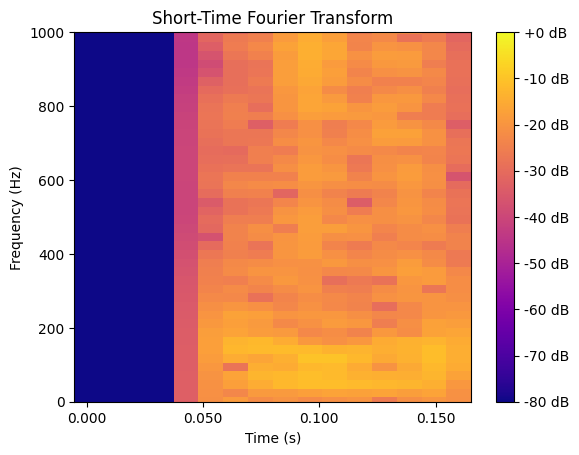 Short-Time Fourier Transform
1000
800
600
400
200
0
Frequency (Hz)
0.000
0.050
0.100
0.150
Time (s)
+0 dB
-10 dB
-20 dB
-30 dB
-40 dB
-50 dB
-60 dB
-70 dB
-80 dB